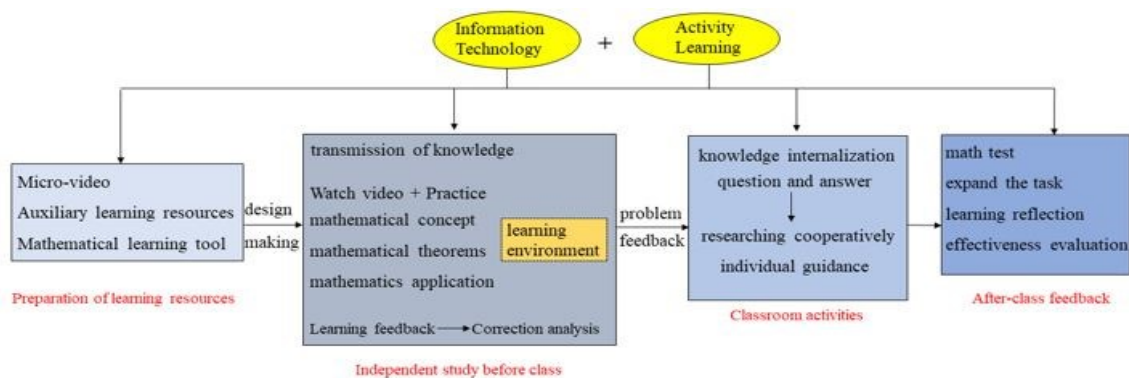 Information
Technology
+
Activity
Learning
Micro-video
Auxiliary learning resources
Mathematical learning tool
Preparation of learning resources
design
making
transmission of knowledge
Watch video + Practice
mathematical concept
mathematical theorems
mathematics application
learning
environment
Learning feedback
Correction analysis
Independent study before class
problem
feedback
knowledge internalization
question and answer
researching cooperatively
individual guidance
Classroom activities
math test
expand the task
learning reflection
effectiveness evaluation
After-class feedback